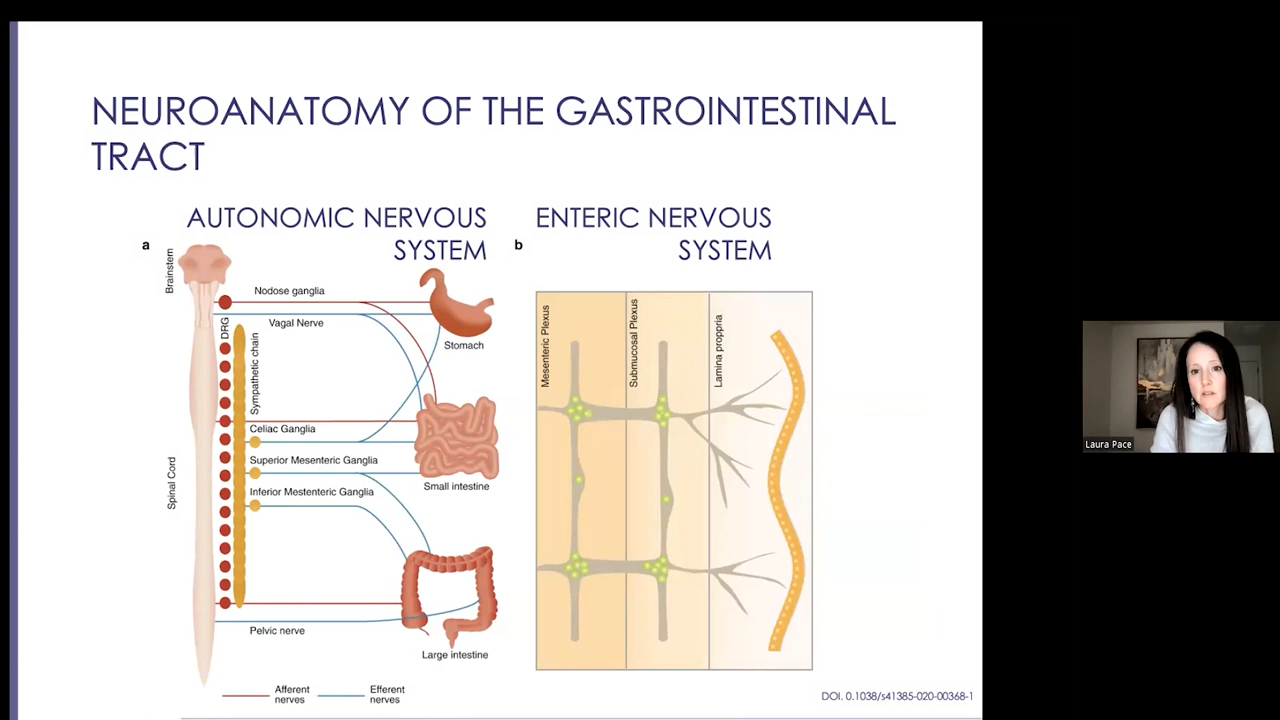 NEUROANATOMY OF THE GASTROINTESTINAL
TRACT
AUTONOMIC NERVOUS
SYSTEM
ENTERIC NERVOUS
SYSTEM
a
Brainstem
Nodose ganglia
Vagal Nerve
Stomach
DRG
Sympathetic chain
Celiac Ganglia
Superior Mesenteric Ganglia
Small intestine
Spinal Cord
Inferior Mestenteric Ganglia
Pelvic nerve
Large intestine
Afferent
nerves
Efferent
nerves
b
Mesenteric Plexus
Submucosal Plexus
Lamina proppria
DOI. 0.1038/s41385-020-00368-1
Laura Pace